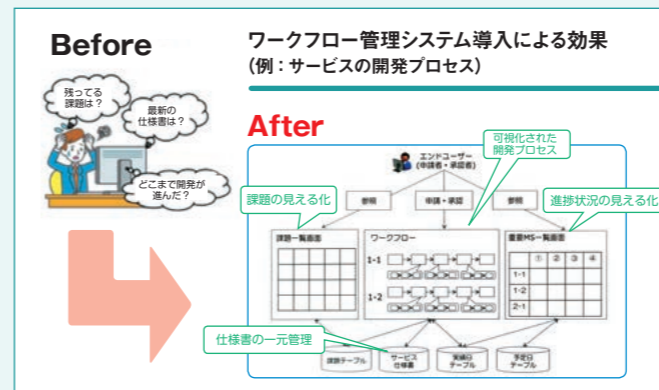 Before
ワークフロー管理システム導入による効果
(例：サービスの開発プロセス)
残ってる
課題は？
最新の
仕様書は？
どこまで開発が
進んだ？
After
エンドユーザー
(申請者・承認者)
可視化された
開発プロセス
課題の見える化
参照
申請・承認
参照
進捗状況の見える化
課題一覧画面
ワークフロー
1-1
1-2
重要MS一覧画面
① ② ③ ④
1-1
1-2
2-1
仕様書の一元管理
課題テーブル
サービス
仕様書
実績日
テーブル
予定日
テーブル